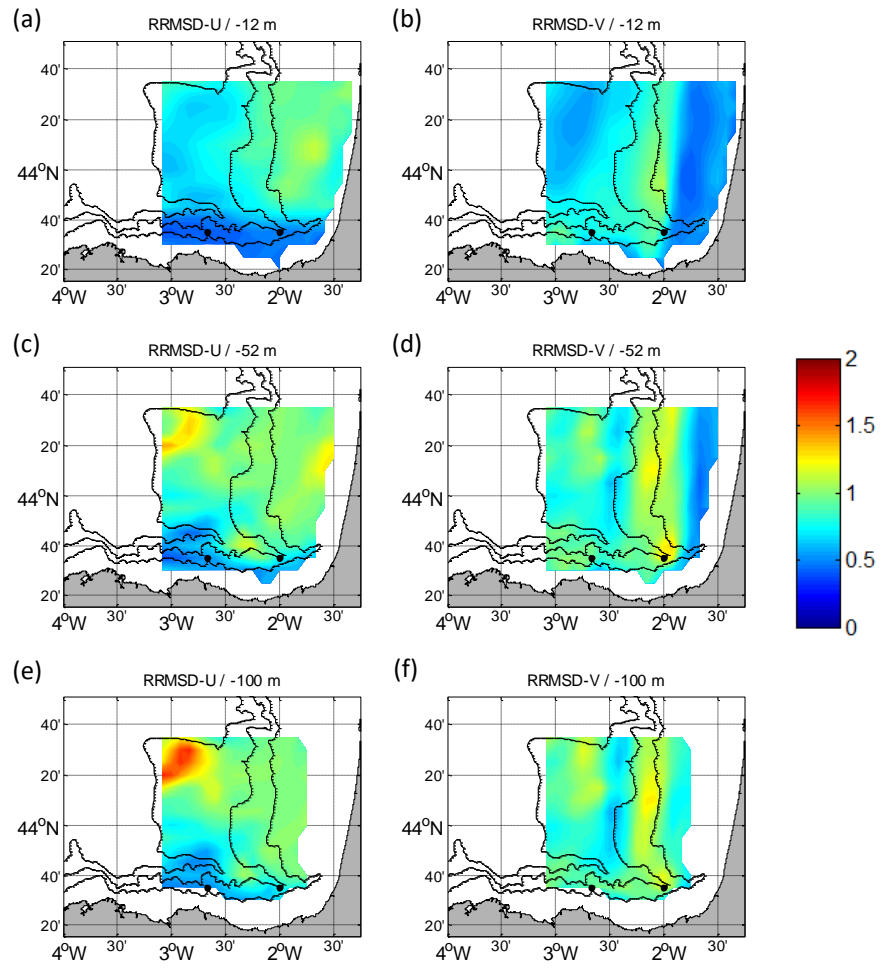 (a)
RRMSD-U / -12 m
40'
20'
44°N
40'
20'
4°W 30' 3°W 30' 2°W 30'
(b)
RRMSD-V / -12 m
40'
20'
44°N
40'
20'
4°W 30' 3°W 30' 2°W 30'
(c)
RRMSD-U / -52 m
40'
20'
44°N
40'
20'
4°W 30' 3°W 30' 2°W 30'
(d)
RRMSD-V / -52 m
40'
20'
44°N
40'
20'
4°W 30' 3°W 30' 2°W 30'
2
1.5
1
0.5
0
(e)
RRMSD-U / -100 m
40'
20'
44°N
40'
20'
4°W 30' 3°W 30' 2°W 30'
(f)
RRMSD-V / -100 m
40'
20'
44°N
40'
20'
4°W 30' 3°W 30' 2°W 30'